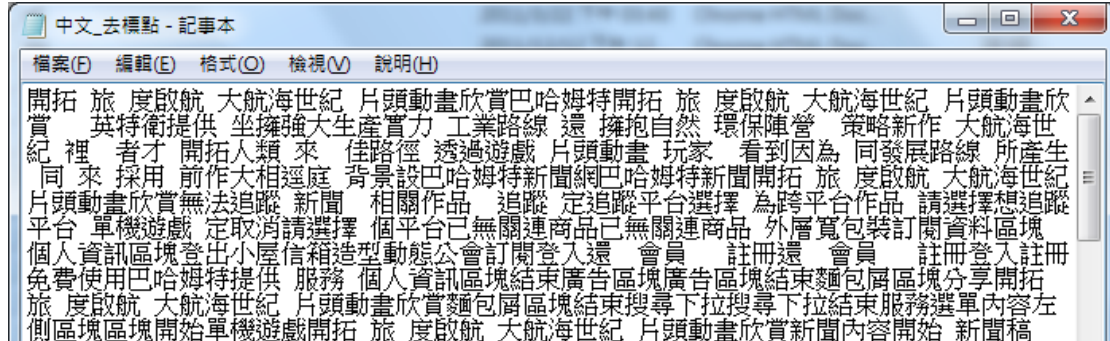 中文_去標點 - 記事本
檔案(F) 編輯(E) 格式(O) 檢視(V) 說明(H)
開拓 旅 度啟航 大航海世紀 片頭動畫欣賞巴哈姆特開拓 旅 度啟航 大航海世紀 片頭動畫欣
賞 英特衛提供 坐擁強大生產實力 工業路線 還 擁抱自然 環保陣營 策略新作 大航海世
紀 裡 者才 開拓人類 來 佳路徑 透過遊戲 片頭動畫 玩家 看到因為 同發展路線 所產生
同 來 採用 前作大相逕庭 背景設巴哈姆特新聞網巴哈姆特新聞開拓 旅 度啟航 大航海世紀
片頭動畫欣賞無法追蹤 新聞 相關作品 追蹤 定追蹤平台選擇 為跨平台作品 請選擇想追蹤
平台 單機遊戲 定取消請選擇 個平台已無關連商品已無關連商品 外層寬包裝訂閱資料區塊
個人資訊區塊登出小屋信箱造型動態公會訂閱登入還 會員 註冊還 會員 註冊登入註冊
免費使用巴哈姆特提供 服務 個人資訊區塊結束廣告區塊廣告區塊結束麵包屑區塊分享開拓
旅 度啟航 大航海世紀 片頭動畫欣賞麵包屑區塊結束搜尋下拉搜尋下拉結束服務選單內容左
側區塊區塊開始單機遊戲開拓 旅 度啟航 大航海世紀 片頭動畫欣賞新聞內容開始 新聞稿